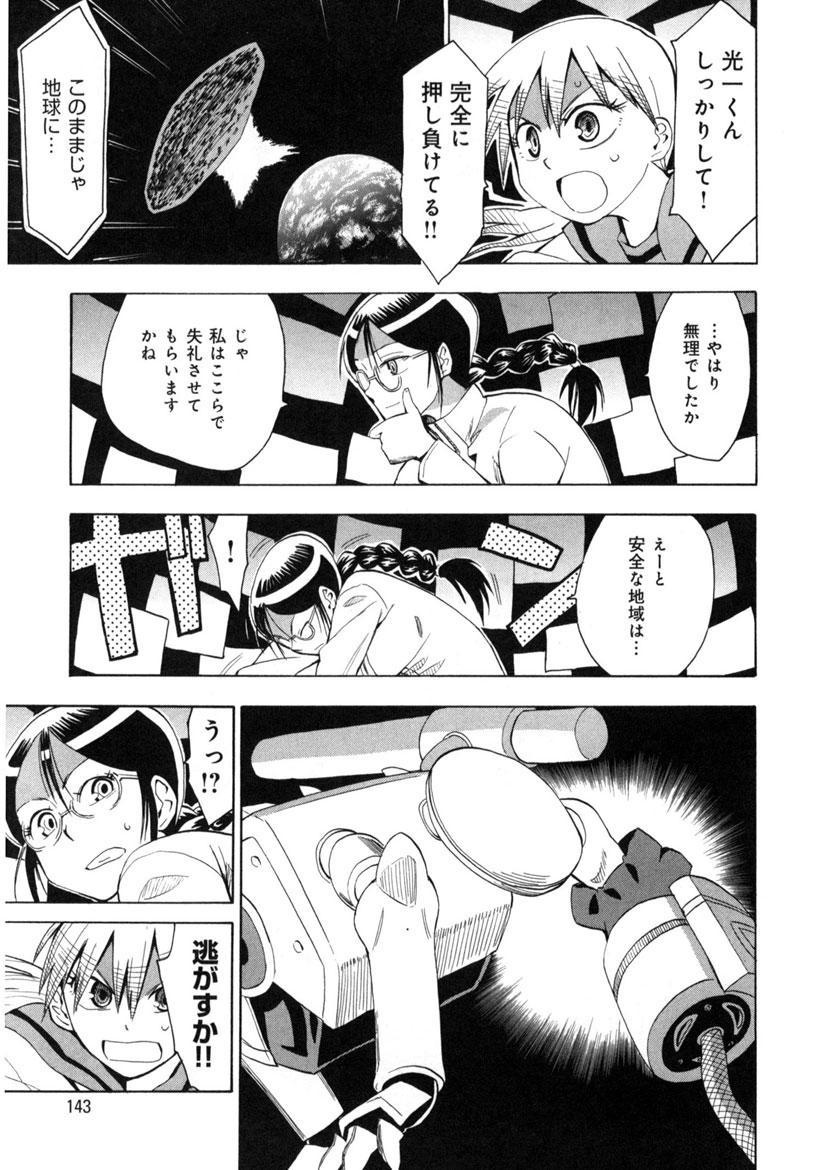 光一くん
しっかりして！
完全に
押し負けてる!!
このままじゃ
地球に…
…やはり
無理でしたか
じゃ
私はここらで
失礼させて
もらいます
かね
えーと
安全な地域は…
！
うっ!?
逃がすか!!
143